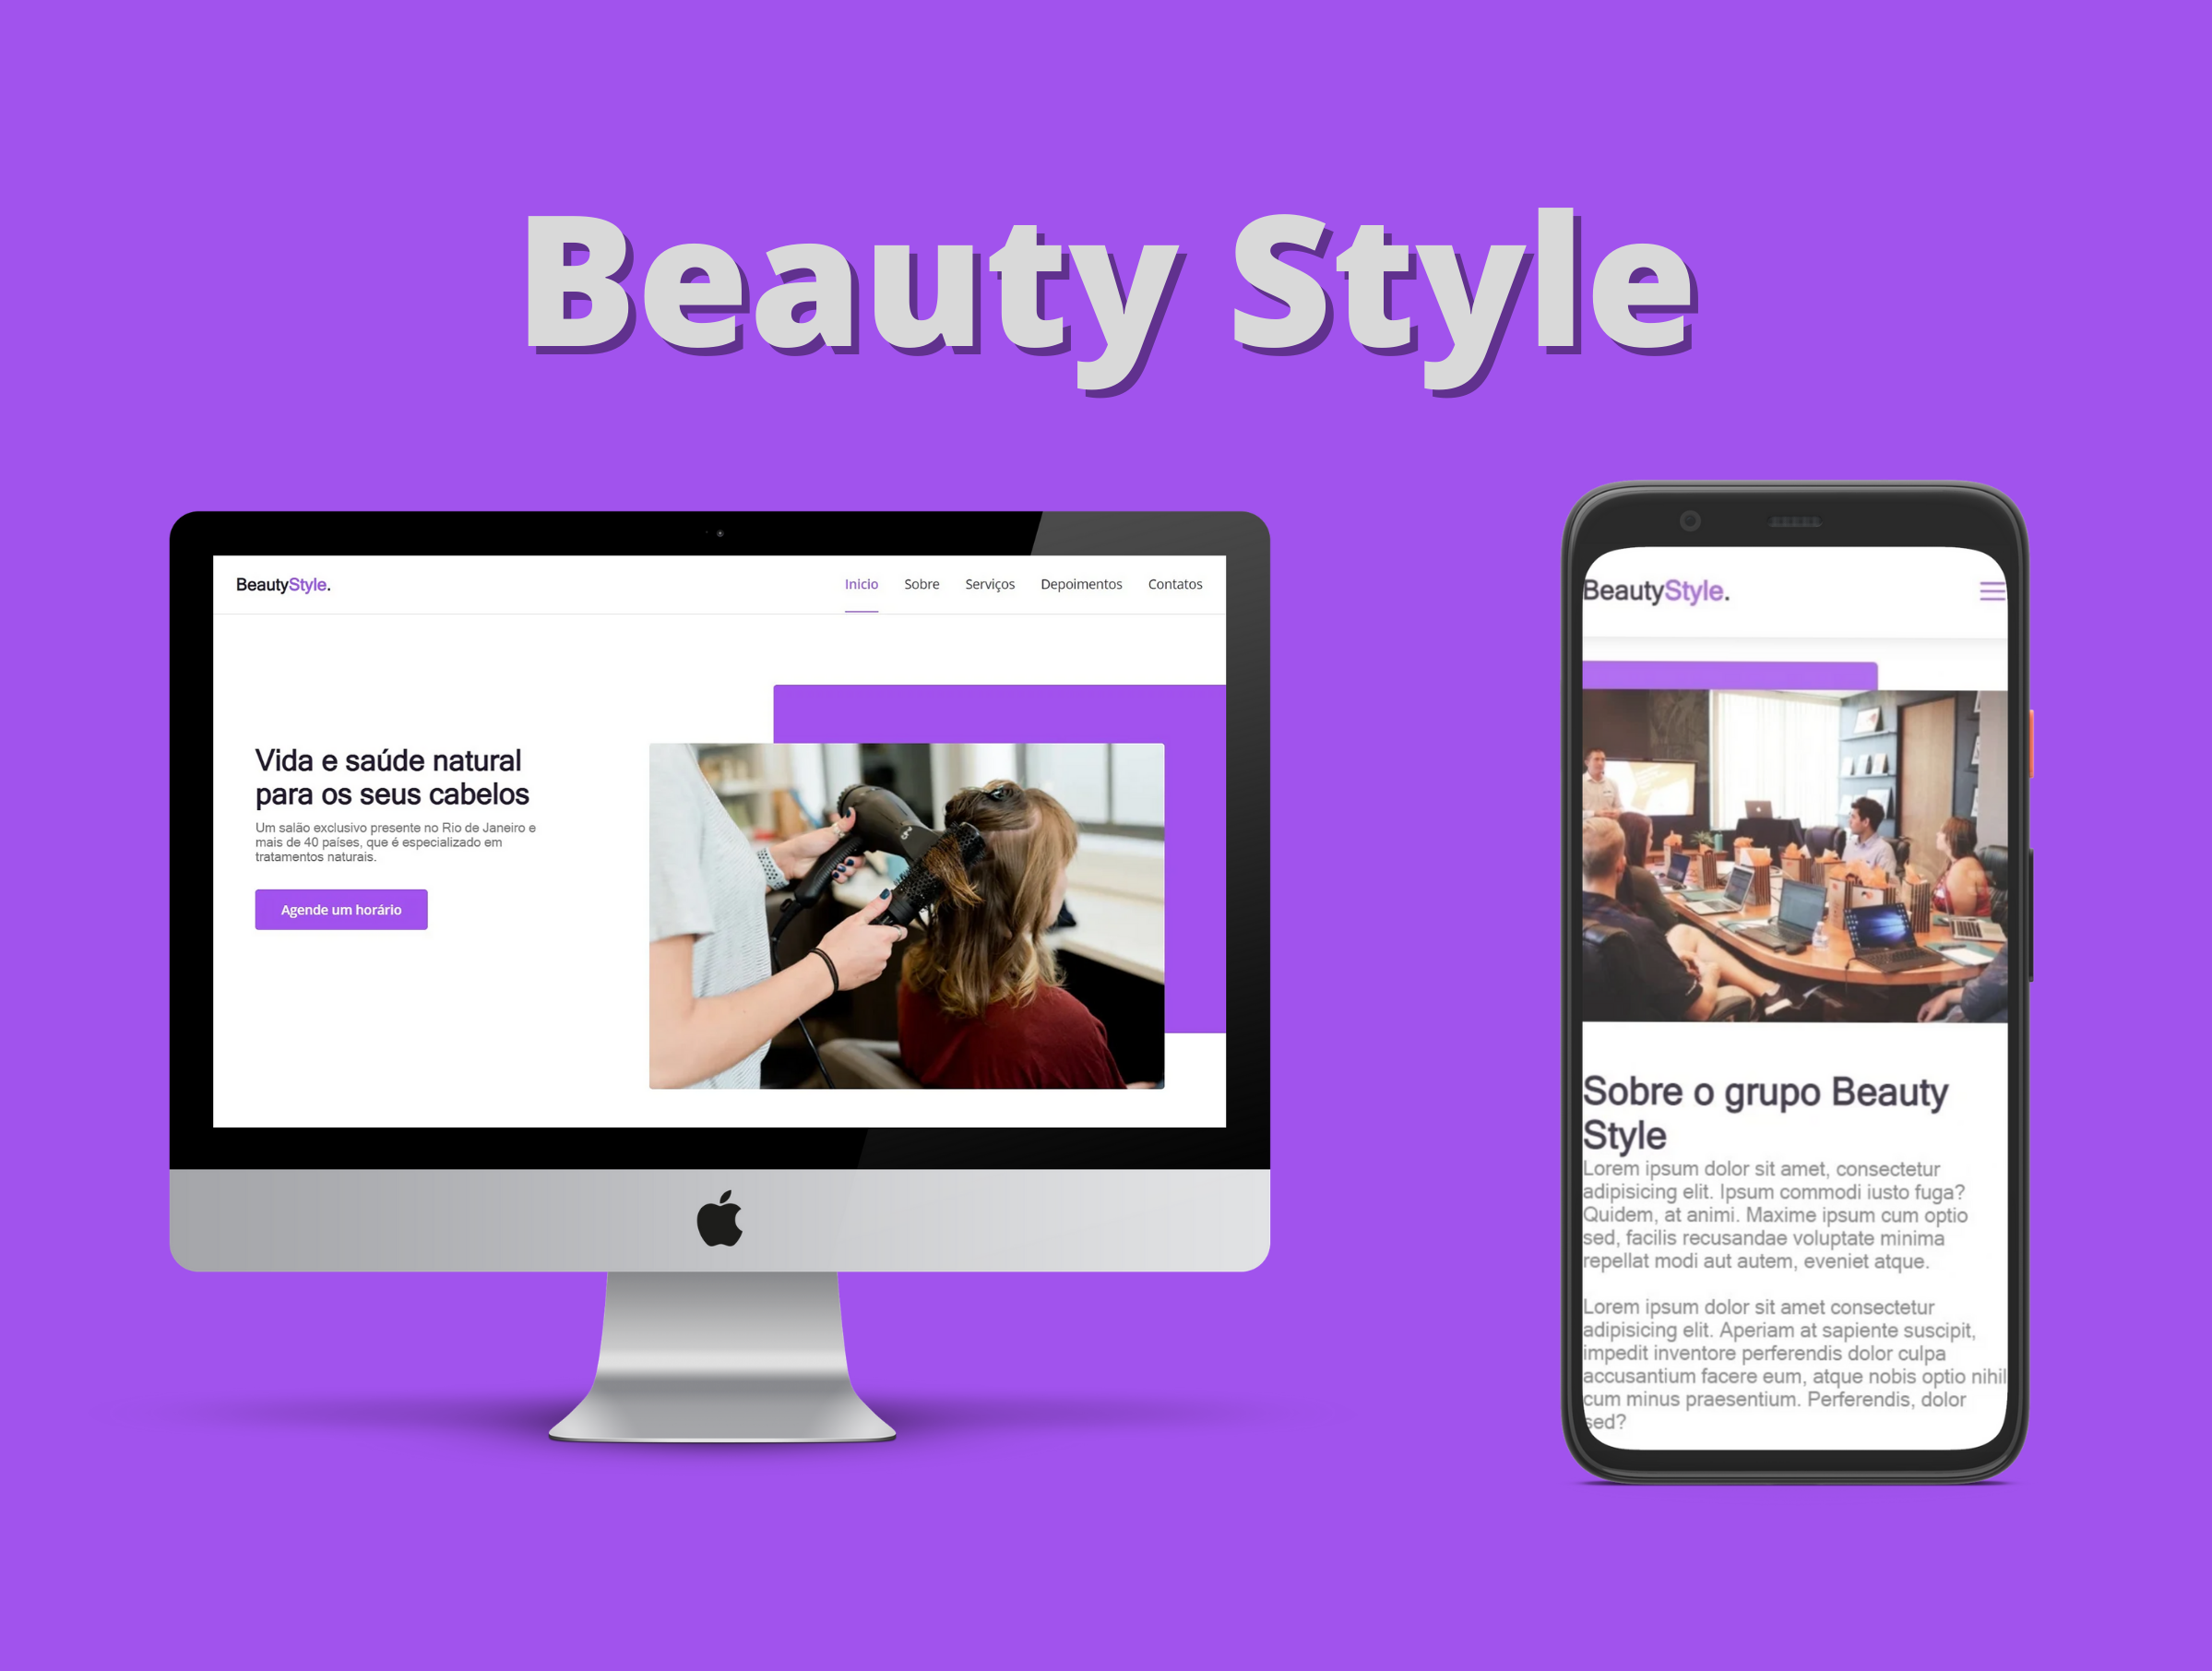 Beauty Style
BeautyStyle.
Inicio Sobre Serviços Depoimentos Contatos
Vida e saúde natural
para os seus cabelos
Um salão exclusivo presente no Rio de Janeiro e
mais de 40 países, que é especializado em
tratamentos naturais.
Agende um horário
BeautyStyle.
Sobre o grupo Beauty
Style
Lorem ipsum dolor sit amet, consectetur
adipisicing elit. Ipsum commodi iusto fuga?
Quidem, at animi. Maxime ipsum cum optio
sed, facilis recusandae voluptate minima
repellat modi aut autem, eveniet atque.
Lorem ipsum dolor sit amet consectetur
adipisicing elit. Aperiam at sapiente suscipit,
impedit inventore perferendis dolor culpa
accusantium facere eum, atque nobis optio nihil
cum minus praesentium. Perferendis, dolor
sed?